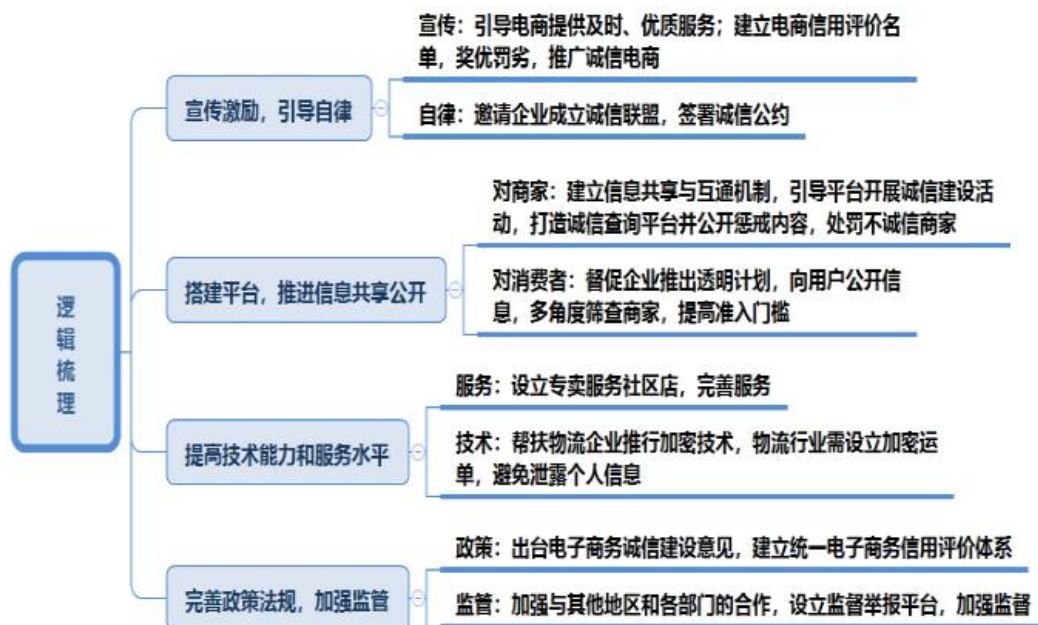 宣传：引导电商提供及时、优质服务；建立电商信用评价名
单，奖优罚劣，推广诚信电商
宣传激励，引导自律
自律：邀请企业成立诚信联盟，签署诚信公约
对商家：建立信息共享与互通机制，引导平台开展诚信建设活
动，打造诚信查询平台并公开惩戒内容，处罚不诚信商家
搭建平台，推进信息共享公开
对消费者：督促企业推出透明计划，向用户公开信
息，多角度筛查商家，提高准入门槛
逻
辑
梳
理
服务：设立专卖服务社区店，完善服务
提高技术能力和服务水平
技术：帮扶物流企业推行加密技术，物流行业需设立加密运
单，避免泄露个人信息
政策：出台电子商务诚信建设意见，建立统一电子商务信用评价体系
完善政策法规，加强监管
监管：加强与其他地区和各部门的合作，设立监督举报平台，加强监督